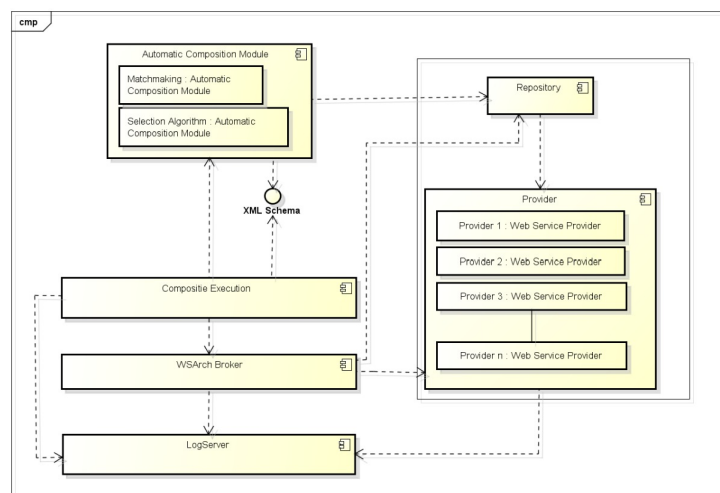 cmp
Automatic Composition Module
Matchmaking : Automatic
Composition Module
Selection Algorithm : Automatic
Composition Module
Repository
XML Schema
Provider
Provider 1 : Web Service Provider
Provider 2 : Web Service Provider
Provider 3 : Web Service Provider
Provider n : Web Service Provider
Compositie Execution
WSArch Broker
LogServer